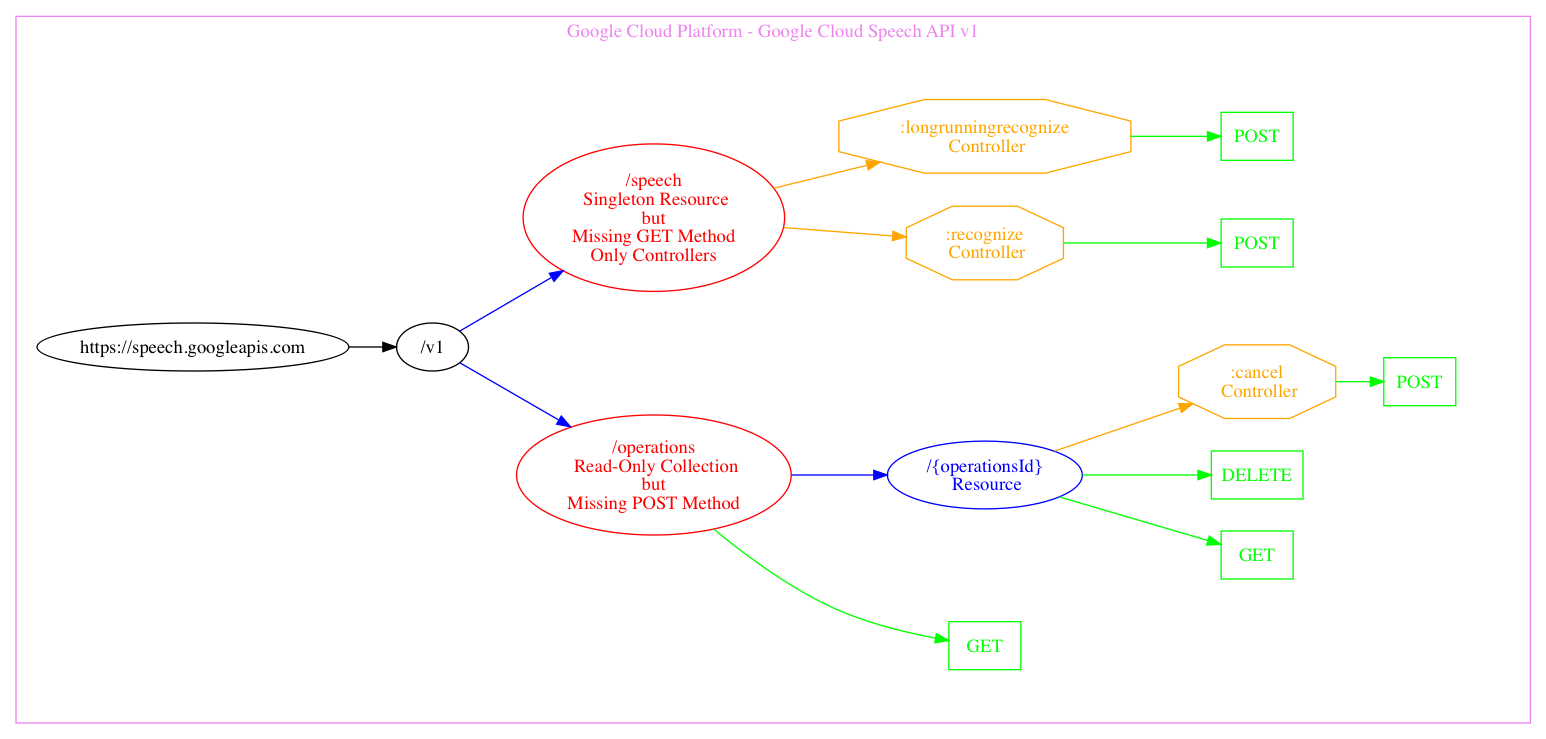 Google Cloud Platform - Google Cloud Speech API v1
https://speech.googleapis.com
/v1
/speech
Singleton Resource
but
Missing GET Method
Only Controllers
:longrunningrecognize
Controller
POST
:recognize
Controller
POST
/operations
Read-Only Collection
but
Missing POST Method
/{operationsId}
Resource
:cancel
Controller
POST
DELETE
GET
GET